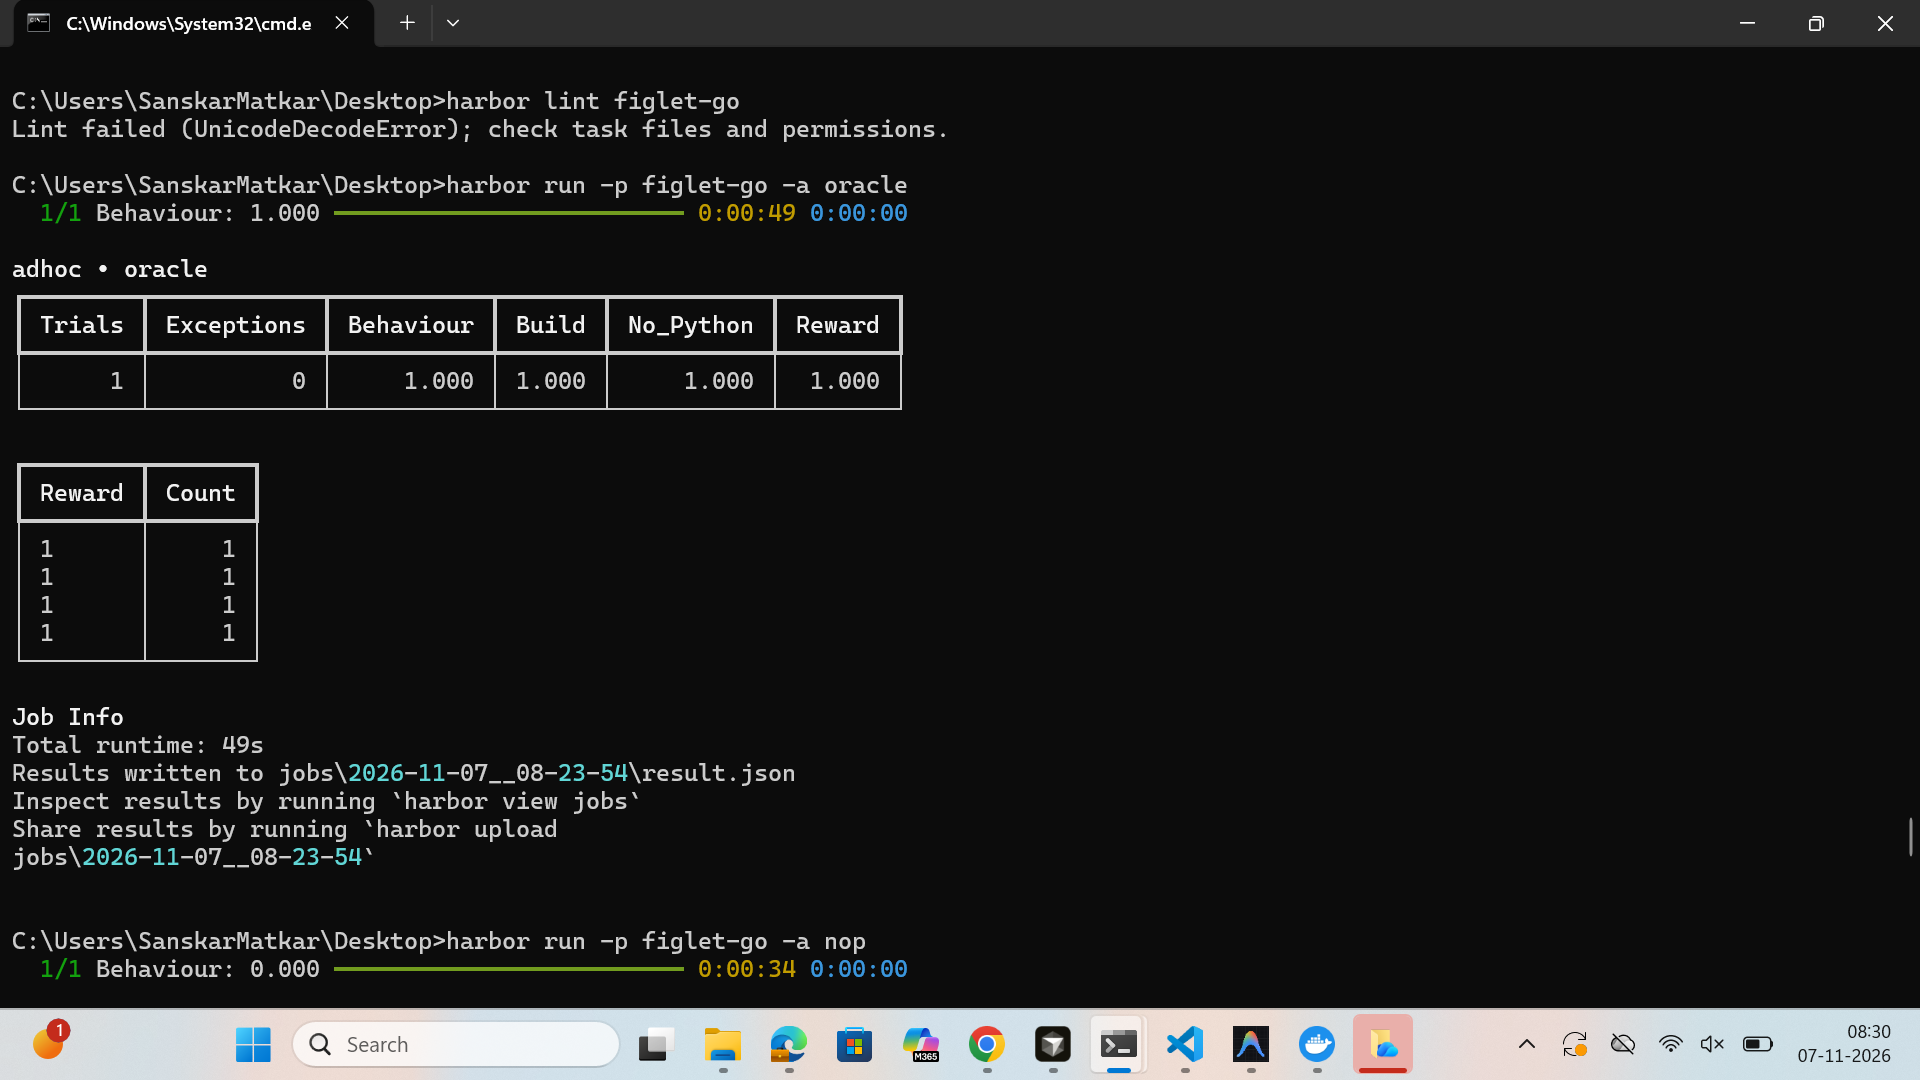 C:\Windows\System32\cmd.e
C:\Users\SanskarMatkar\Desktop>harbor lint figlet-go
Lint failed (UnicodeDecodeError); check task files and permissions.
C:\Users\SanskarMatkar\Desktop>harbor run -p figlet-go -a oracle
1/1 Behaviour: 1.000 0:00:49 0:00:00
adhoc • oracle
Trials Exceptions Behaviour Build No_Python Reward
1 0 1.000 1.000 1.000 1.000
Reward Count
1 1
1 1
1 1
1 1
Job Info
Total runtime: 49s
Results written to jobs\2026-11-07__08-23-54\result.json
Inspect results by running `harbor view jobs`
Share results by running `harbor upload
jobs\2026-11-07__08-23-54`
C:\Users\SanskarMatkar\Desktop>harbor run -p figlet-go -a nop
1/1 Behaviour: 0.000 0:00:34 0:00:00
1
Search
M365
08:30
07-11-2026